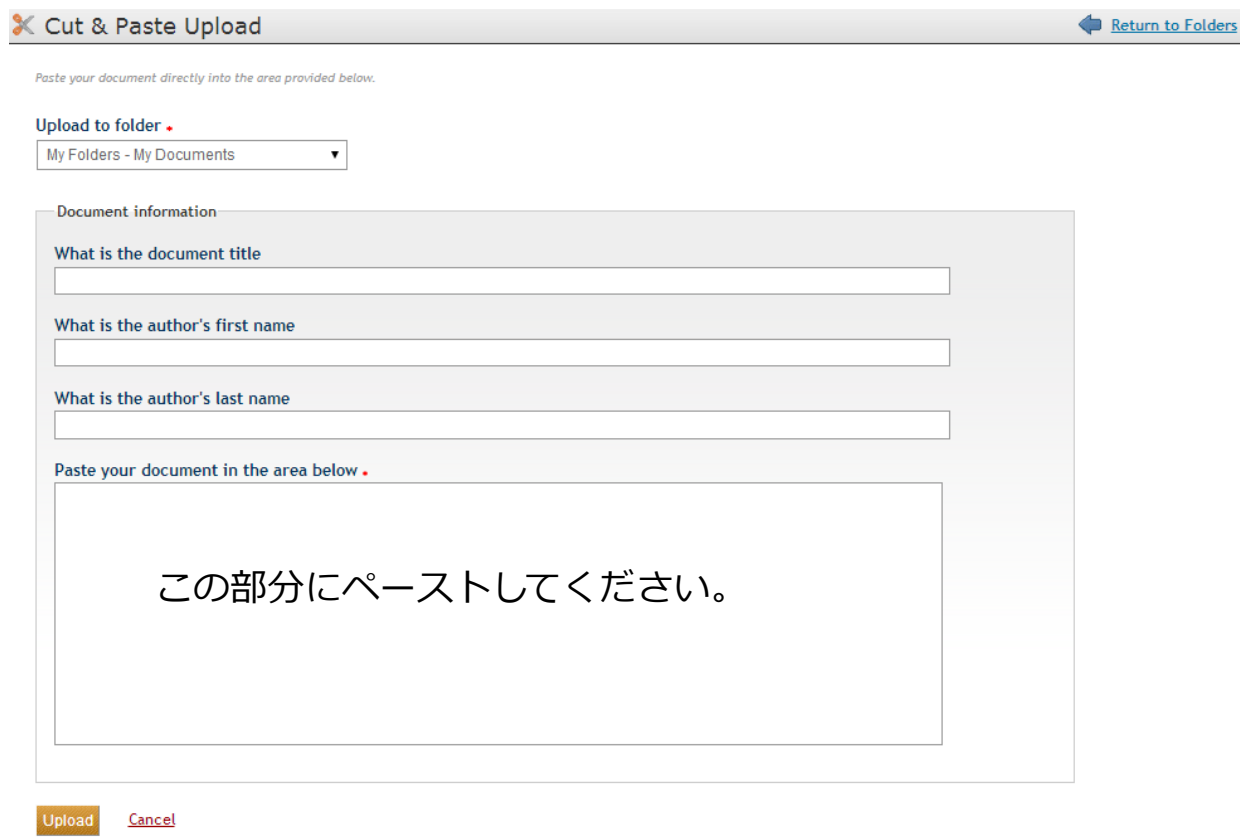 Cut & Paste Upload
Return to Folders
Paste your document directly into the area provided below.
Upload to folder
My Folders - My Documents
Document information
What is the document title
What is the author's first name
What is the author's last name
Paste your document in the area below
この部分にペーストしてください。
Upload Cancel